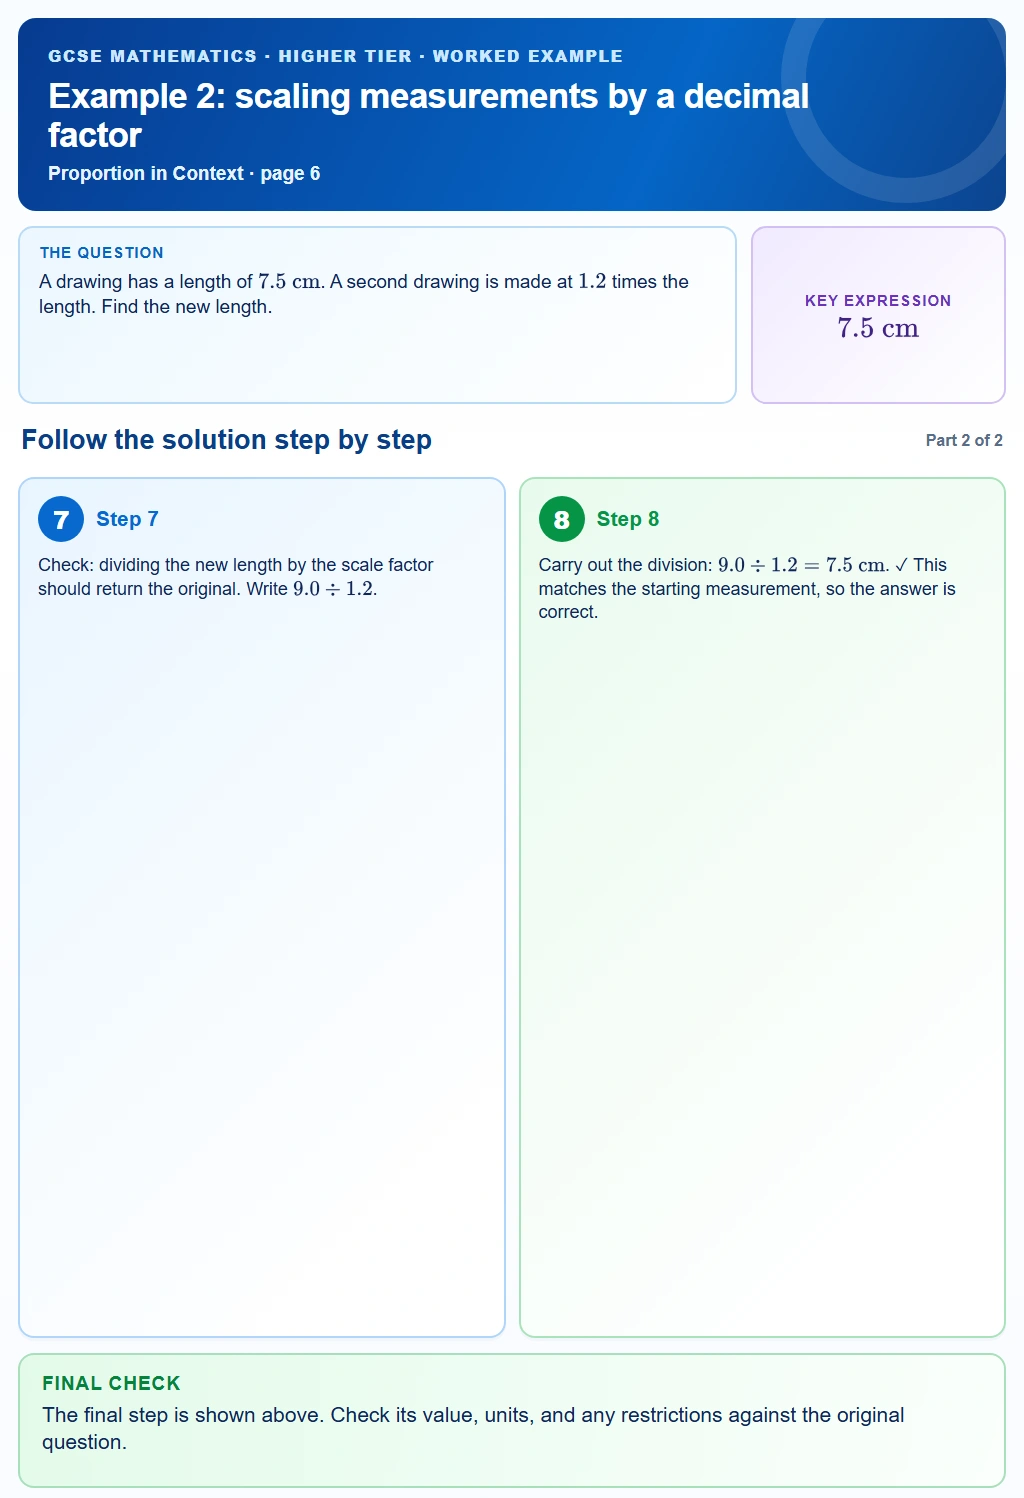 GCSE MATHEMATICS · HIGHER TIER · WORKED EXAMPLE
Example 2: scaling measurements by a decimal
factor
Proportion in Context · page 6
THE QUESTION
A drawing has a length of 7.5 cm. A second drawing is made at 1.2 times the
length. Find the new length.
KEY EXPRESSION
7.5 cm
Follow the solution step by step
Part 2 of 2
7 Step 7
Check: dividing the new length by the scale factor
should return the original. Write 9.0 ÷ 1.2.
8 Step 8
Carry out the division: 9.0 ÷ 1.2 = 7.5 cm. ✓ This
matches the starting measurement, so the answer is
correct.
FINAL CHECK
The final step is shown above. Check its value, units, and any restrictions against the original
question.